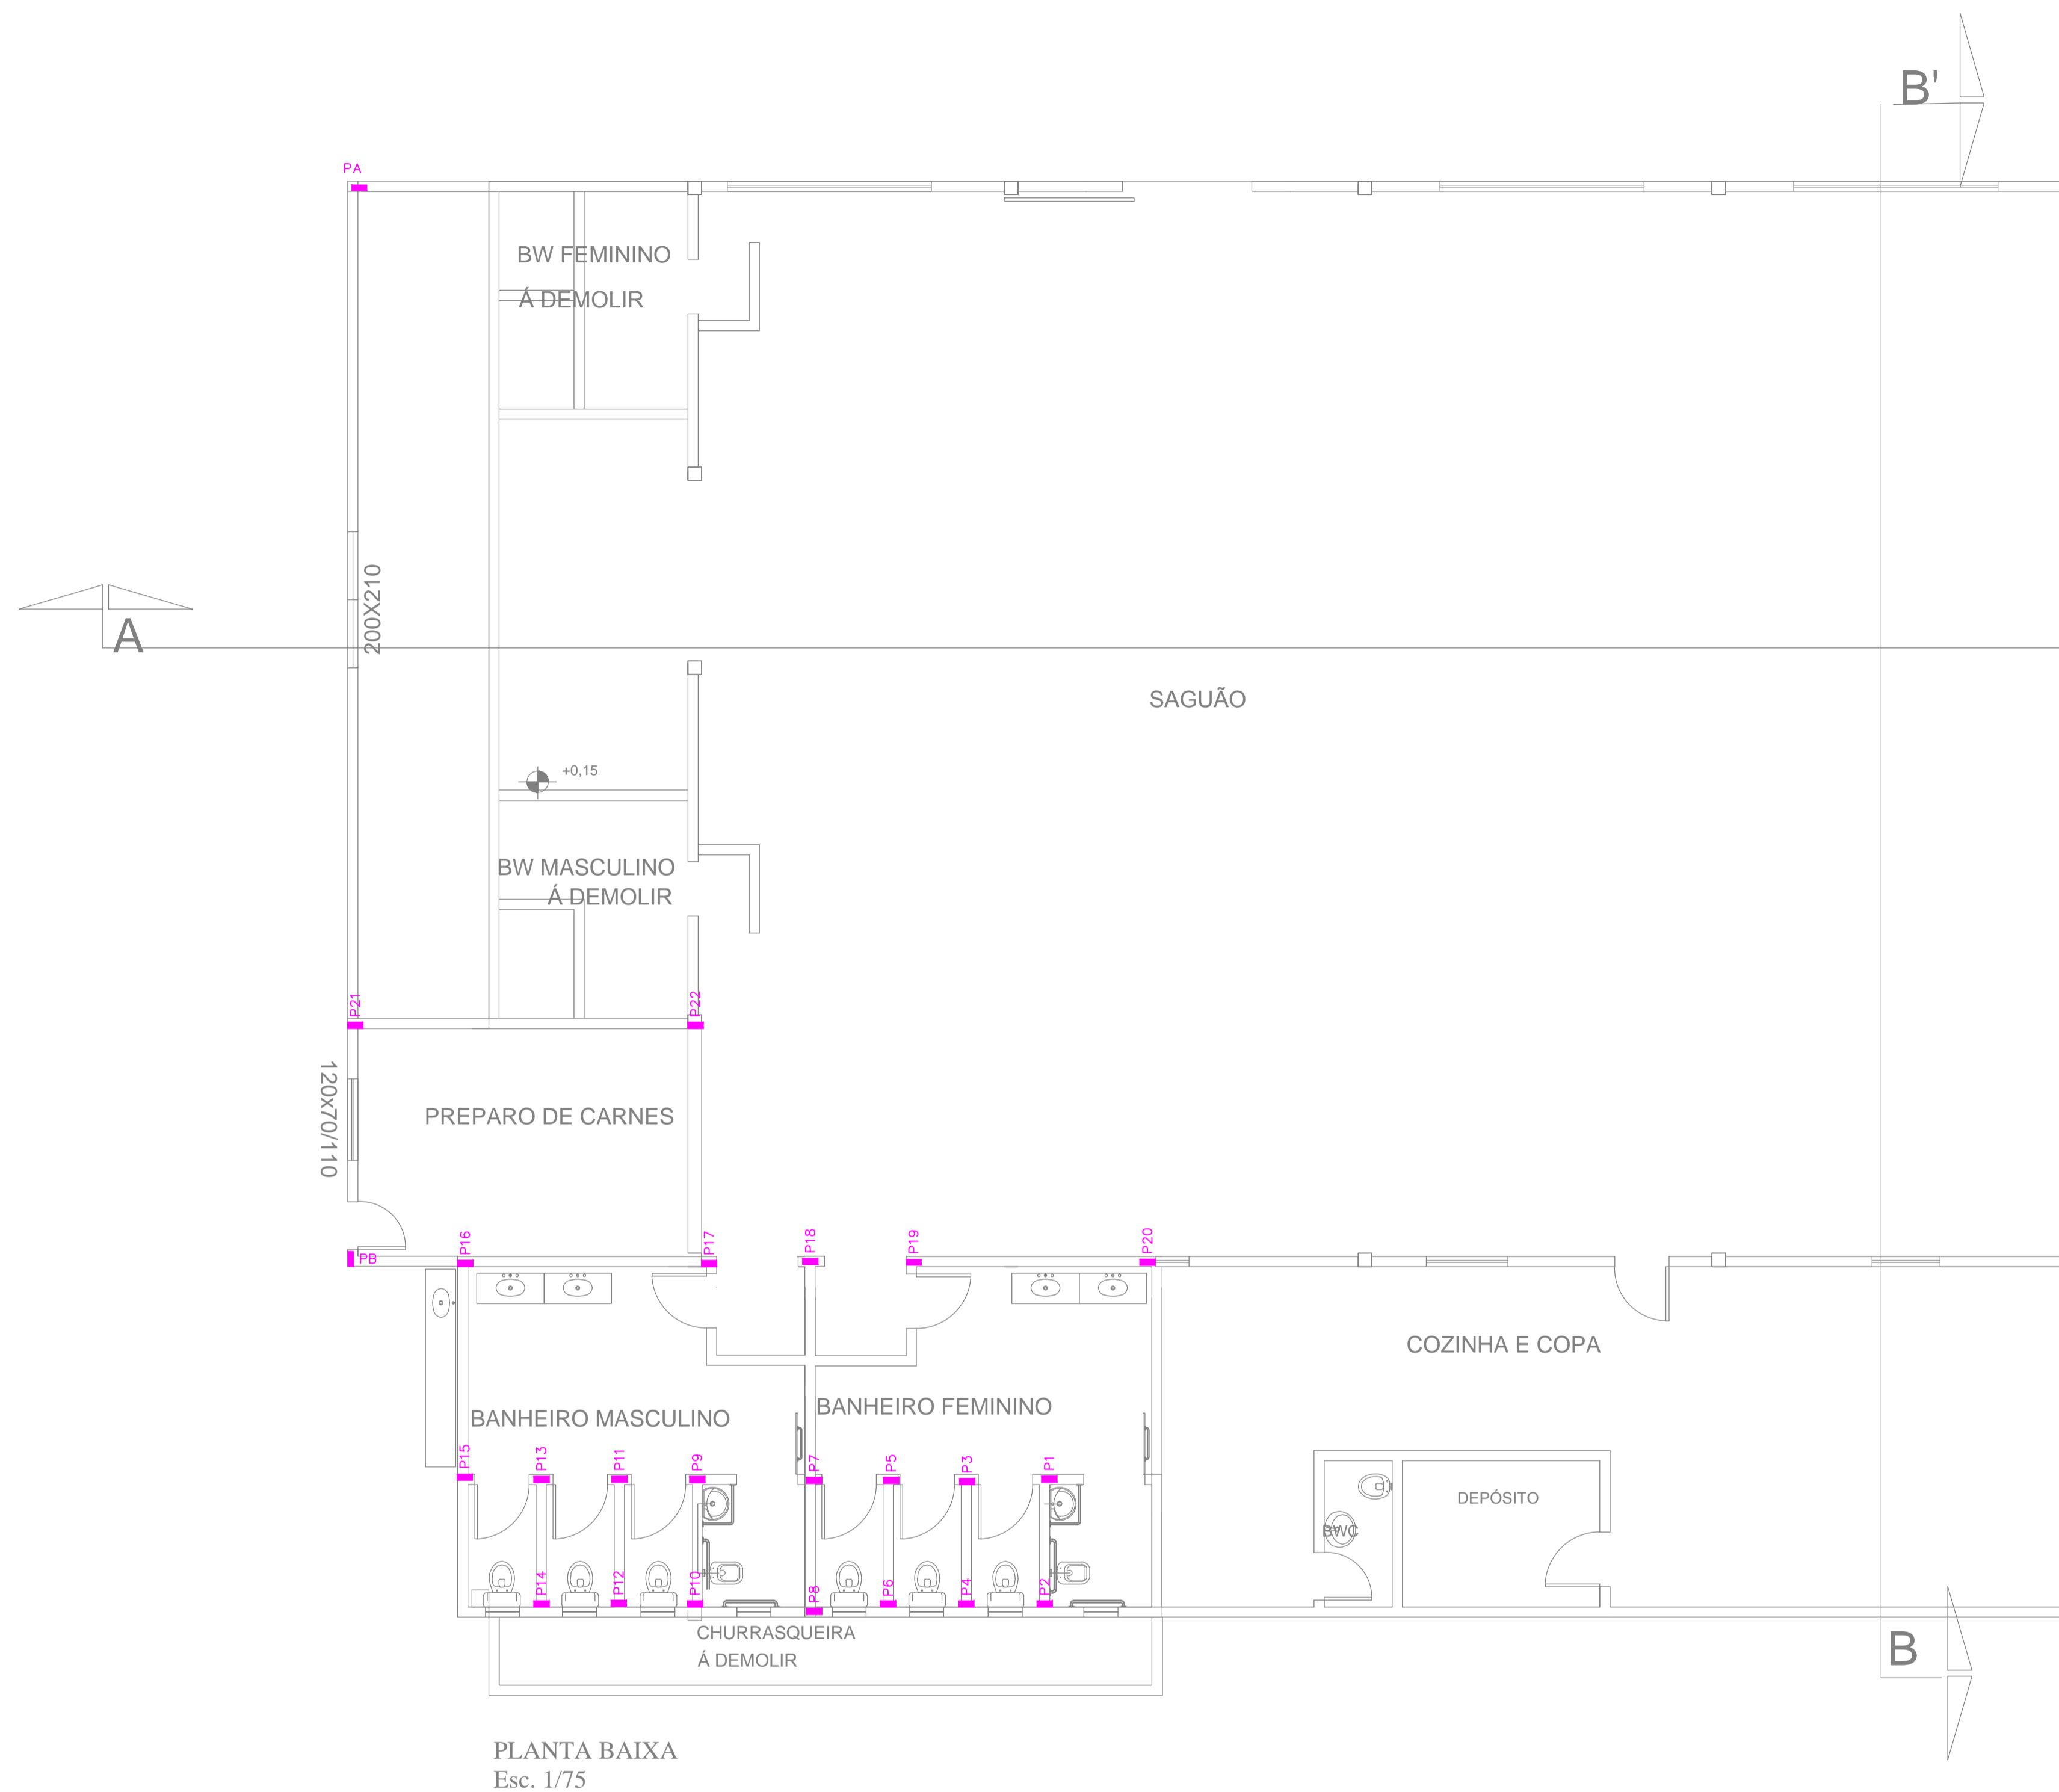 B'
PA
BW FEMININO
Á DEMOLIR
200X210
A
SAGUÃO
+0,15
BW MASCULINO
Á DEMOLIR
P21
P22
120x70/110
PREPARO DE CARNES
PB
P16
P17
P18
P19
P20
COZINHA E COPA
BANHEIRO MASCULINO
BANHEIRO FEMININO
P15
P13
P11
P9
P7
P5
P3
P1
DEPÓSITO
BWC
P14
P12
P10
P8
P6
P4
P2
CHURRASQUEIRA
Á DEMOLIR
B
PLANTA BAIXA
Esc. 1/75